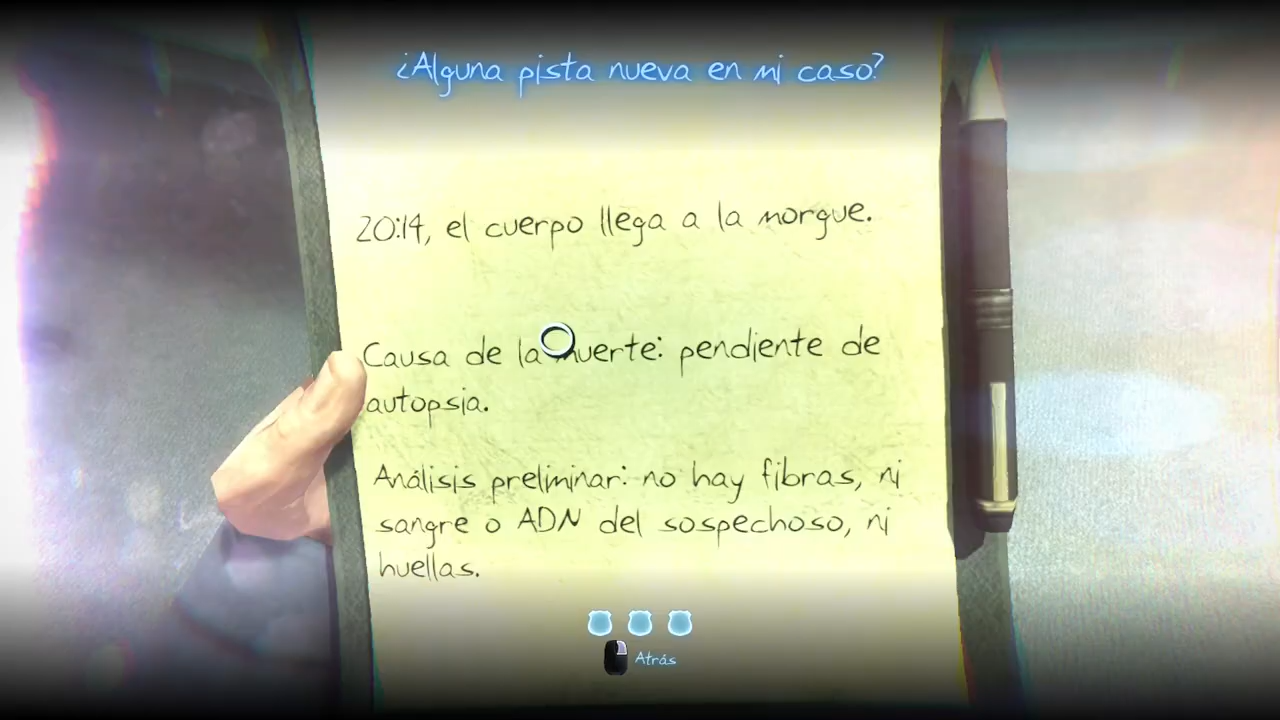 ¿Alguna pista nueva en mi caso?
20:14, el cuerpo llega a la morgue.
Causa de la muerte: pendiente de
autopsia.
Análisis preliminar: no hay fibras, ni
sangre o ADN del sospechoso, ni
huellas.
Atrás